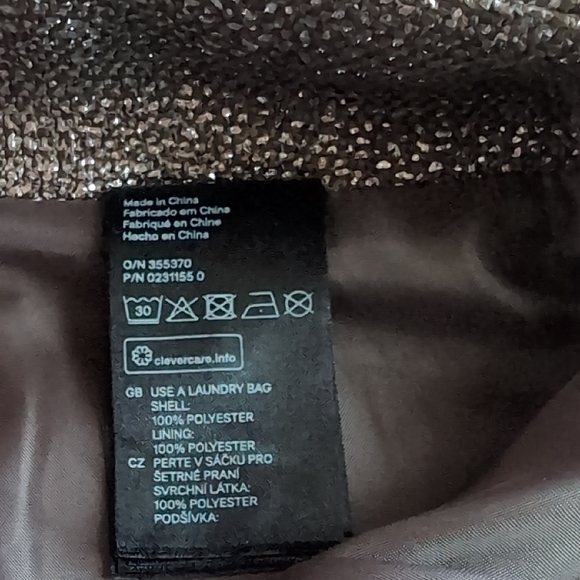 Made in China
Fabricado em China
Fabriqué en Chine
Hecho en China
O/N 355370
P/N 0231155 0
30
clevercare.info
GB USE A LAUNDRY BAG
SHELL:
100% POLYESTER
LINING:
100% POLYESTER
CZ PERTE V SÁČKU PRO
ŠETRNÉ PRANÍ
SVRCHNÍ LÁTKA:
100% POLYESTER
PODŠÍVKA: